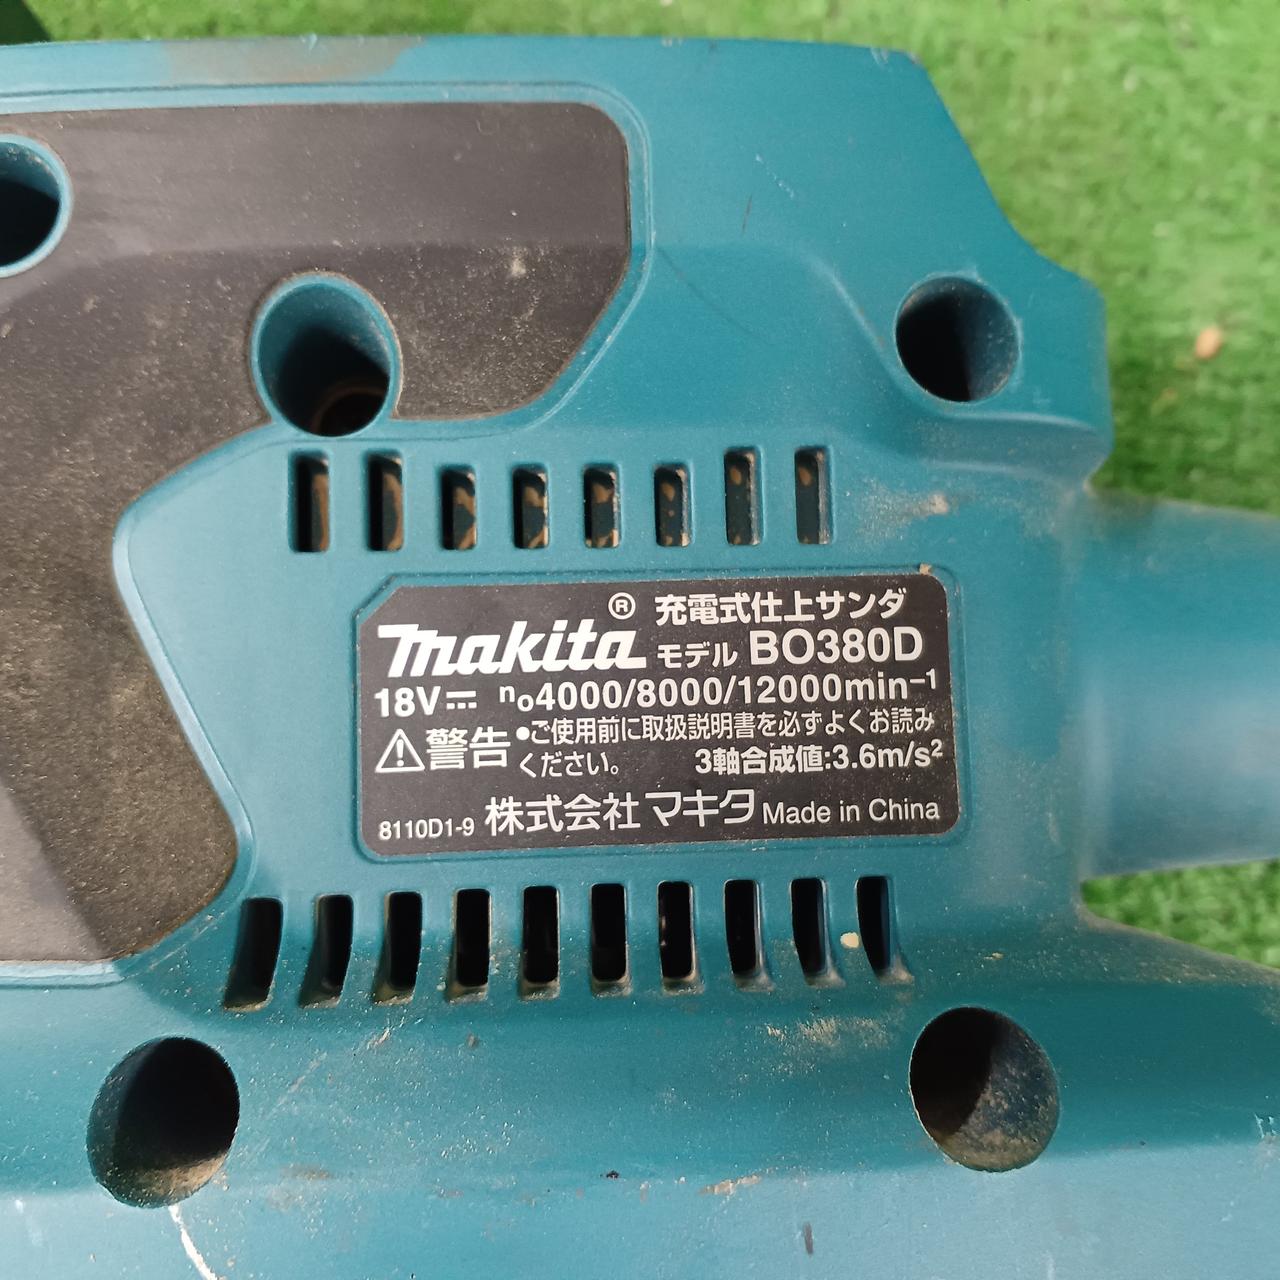 makita® 充電式仕上サンダ
モデル BO380D
18V⎓ n₀4000/8000/12000min⁻¹
⚠警告 •ご使用前に取扱説明書を必ずよくお読み
ください。 3軸合成値:3.6m/s²
8110D1-9 株式会社マキタ Made in China